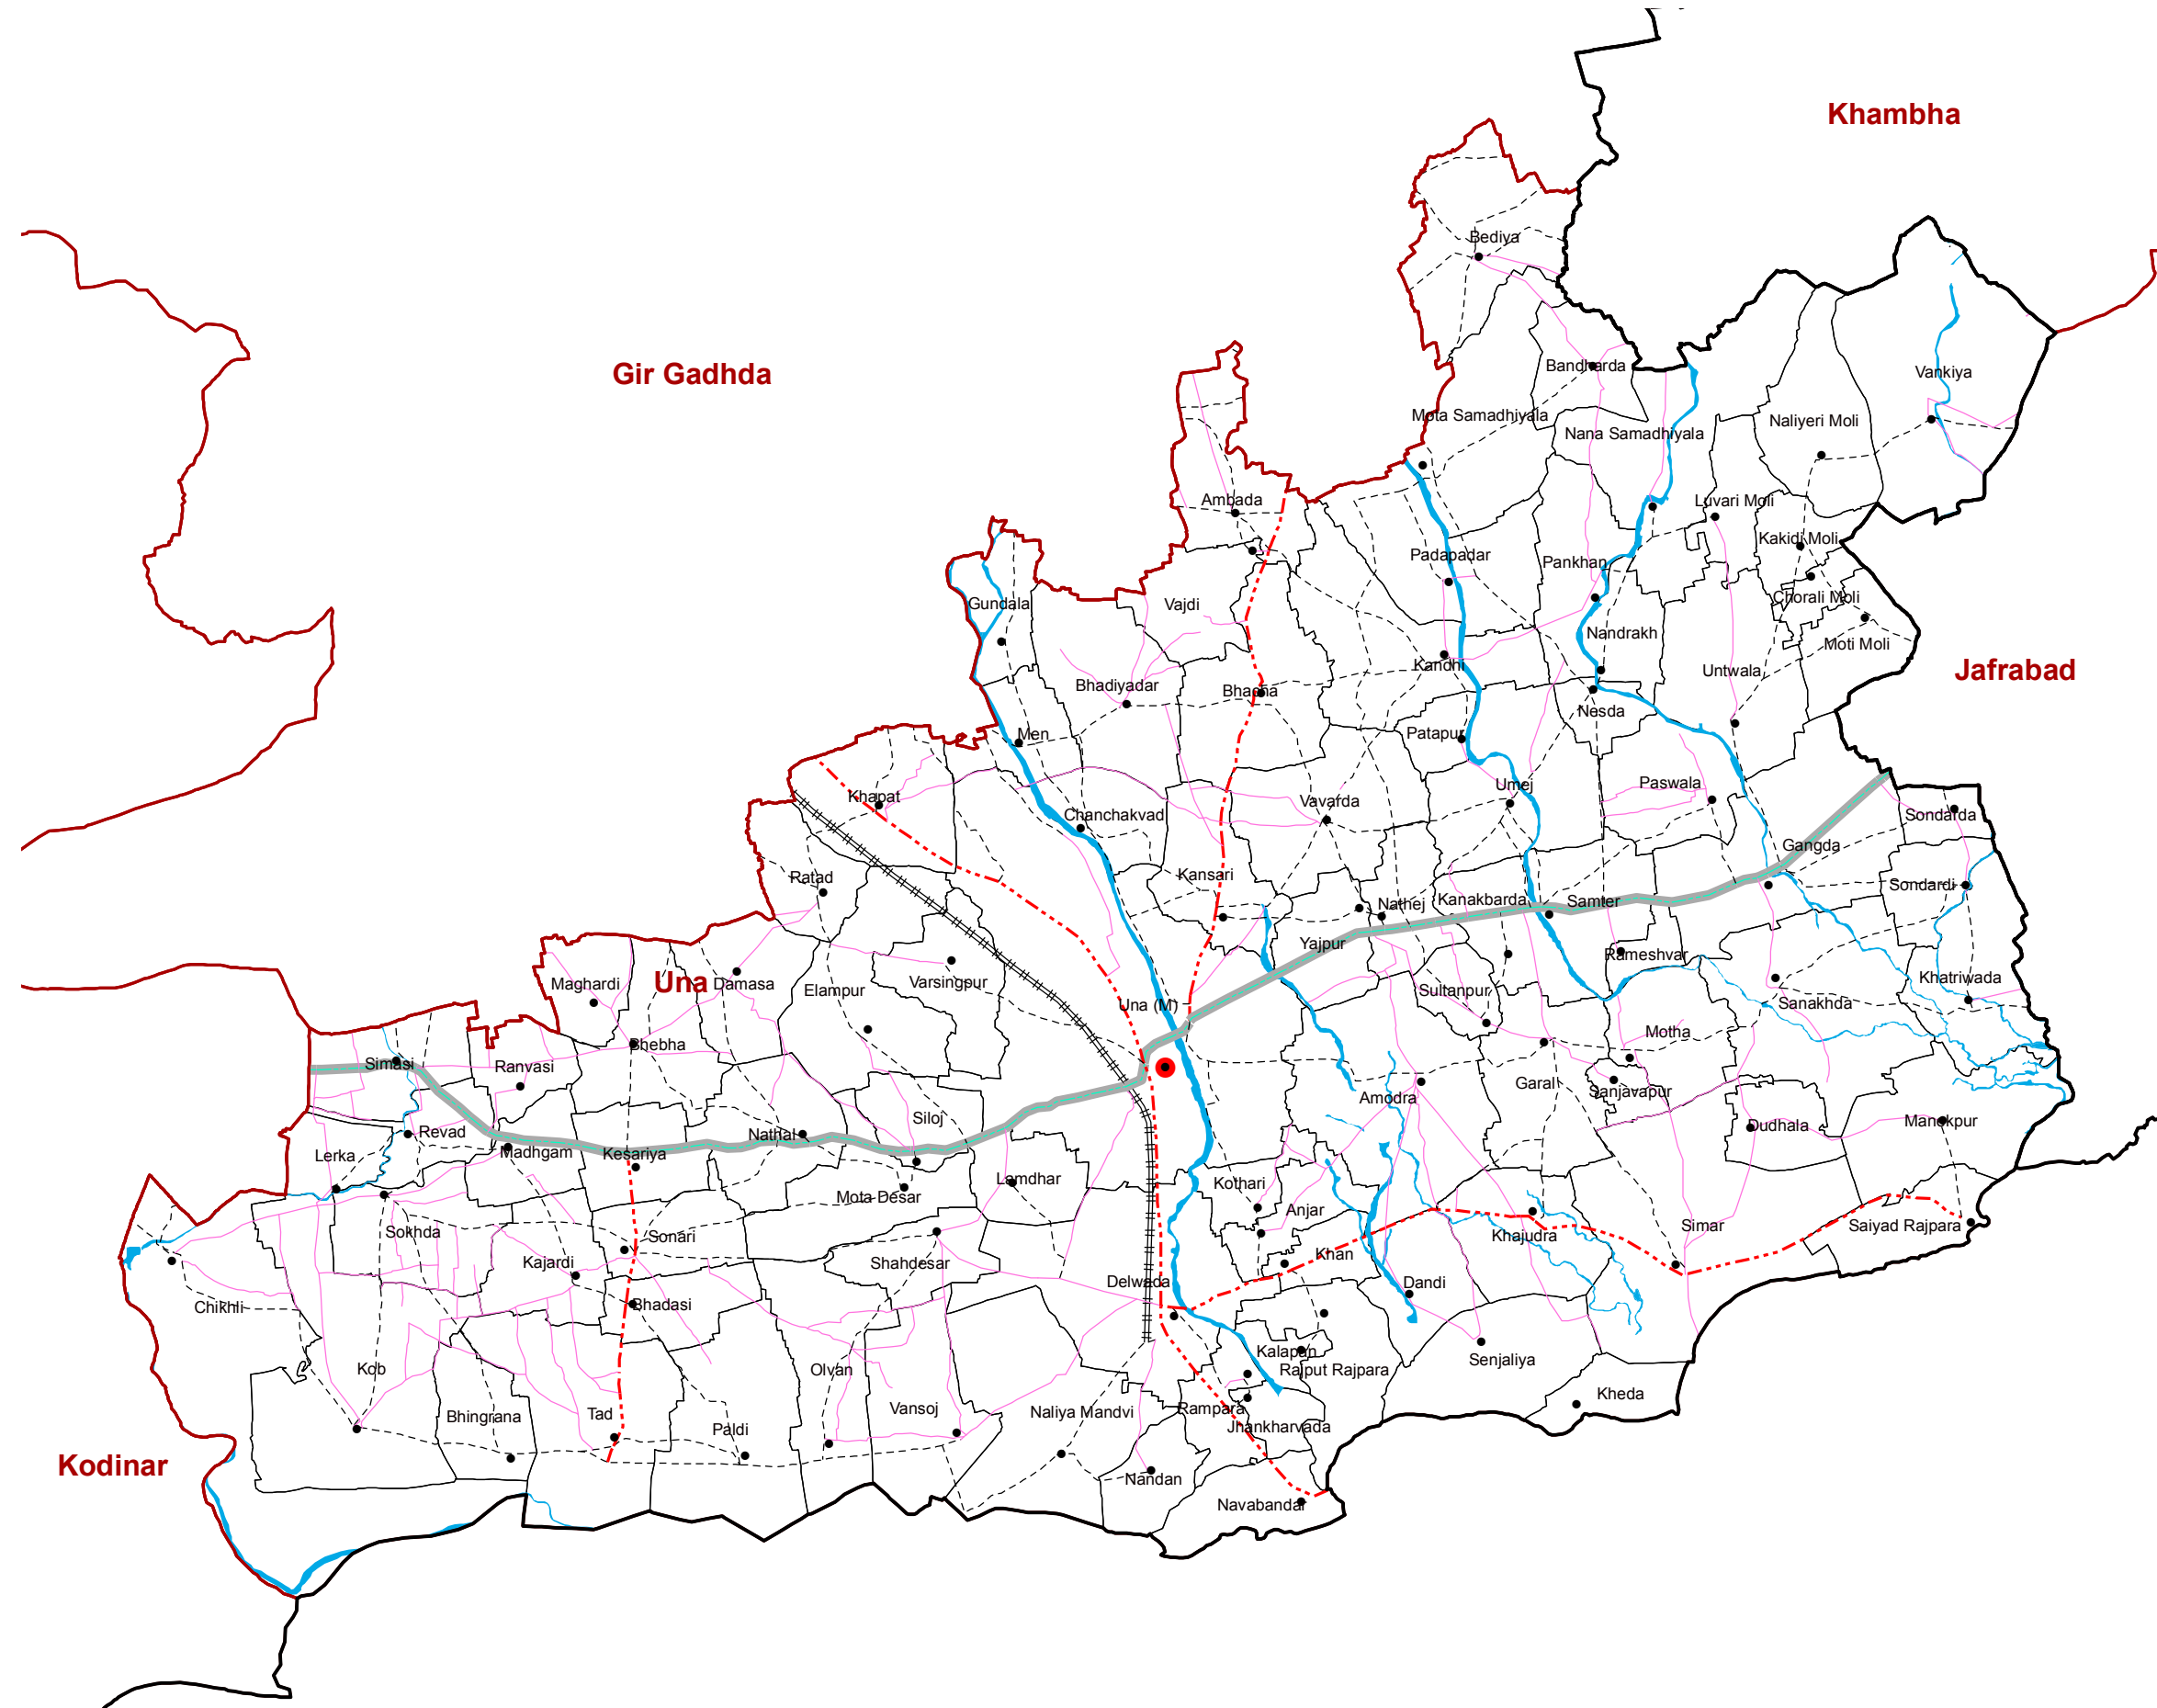 Khambha
Bediya
Gir Gadhda
Bandharda
Vankiya
Mota Samadhiyala
Naliyeri Moli
Nana Samadhiyala
Ambada
Luvari Moli
Kakidi Moli
Padapadar
Pankhan
Chorali Moli
Gundala
Vajdi
Nandrakh
Moti Moli
Kandhi
Untwala
Jafrabad
Bhadiyadar
Bhacha
Nesda
Men
Patapur
Khapat
Vavarda
Umej
Paswala
Chanchakvad
Sondarda
Gangda
Ratad
Kansari
Sondardi
Nathej
Kanakbarda
Samter
Yajpur
Rameshvar
Maghardi
Una
Damasa
Elampur
Varsingpur
Sultanpur
Khatriwada
Una (M)
Sanakhda
Motha
Bhebha
Simasi
Ranvasi
Garal
Sanjavapur
Amodra
Siloj
Revad
Nathal
Dudhala
Manekpur
Lerka
Madhgam
Kesariya
Lamdhar
Mota Desar
Kothari
Anjar
Sokhda
Sonari
Simar
Saiyad Rajpara
Khajudra
Kajardi
Shahdesar
Khan
Delwada
Dandi
Chikhli
Bhadasi
Kalapan
Senjaliya
Kob
Olvan
Rajput Rajpara
Kheda
Bhingrana
Tad
Vansoj
Naliya Mandvi
Rampara
Paldi
Jhankharvada
Kodinar
Nandan
Navabandar